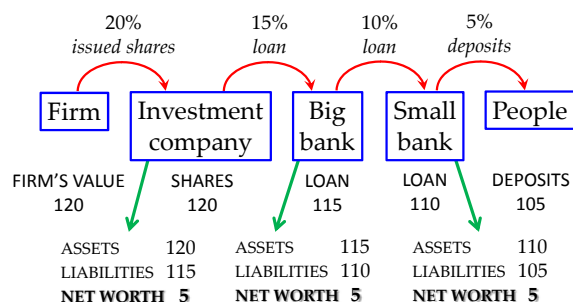 20% 15% 10% 5%
issued shares loan loan deposits
Firm Investment company Big bank Small bank People
FIRM'S VALUE SHARES LOAN LOAN DEPOSITS
120 120 115 110 105
ASSETS 120 ASSETS 115 ASSETS 110
LIABILITIES 115 LIABILITIES 110 LIABILITIES 105
NET WORTH 5 NET WORTH 5 NET WORTH 5